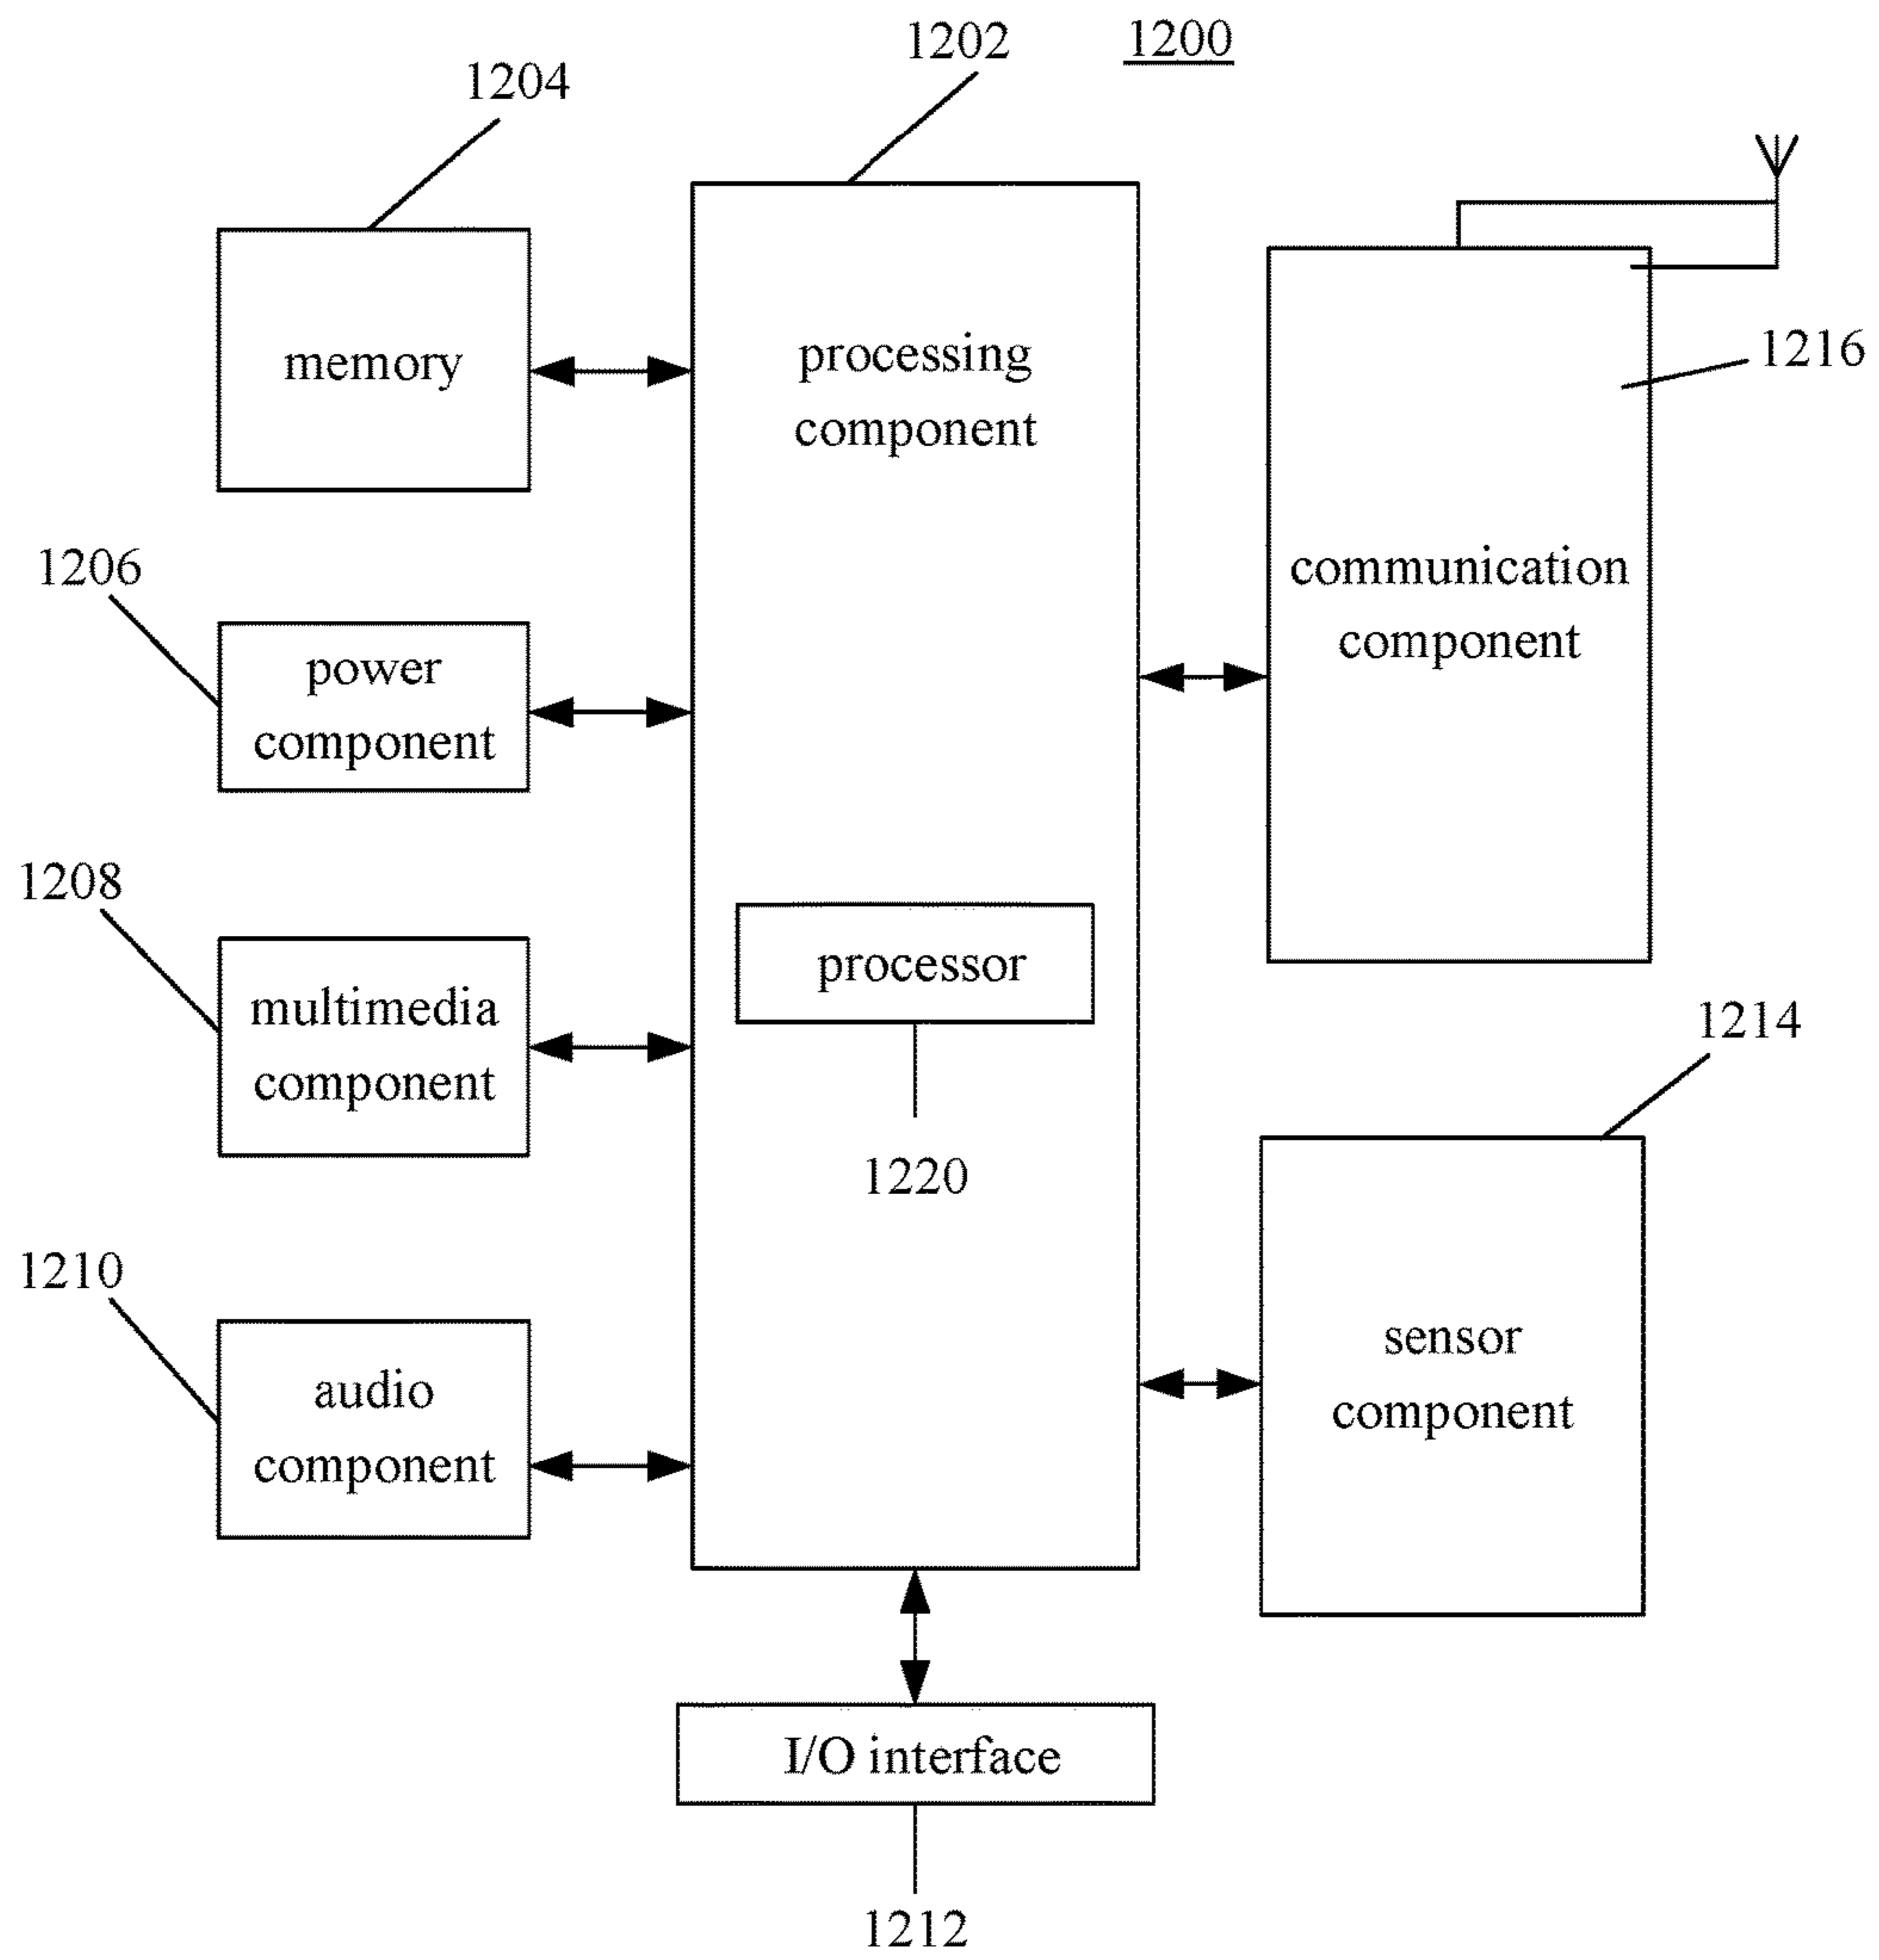 1200
1202
1204
memory
processing
component
1216
communication
component
1206
power
component
1208
multimedia
component
processor
1220
1214
sensor
component
1210
audio
component
I/O interface
1212